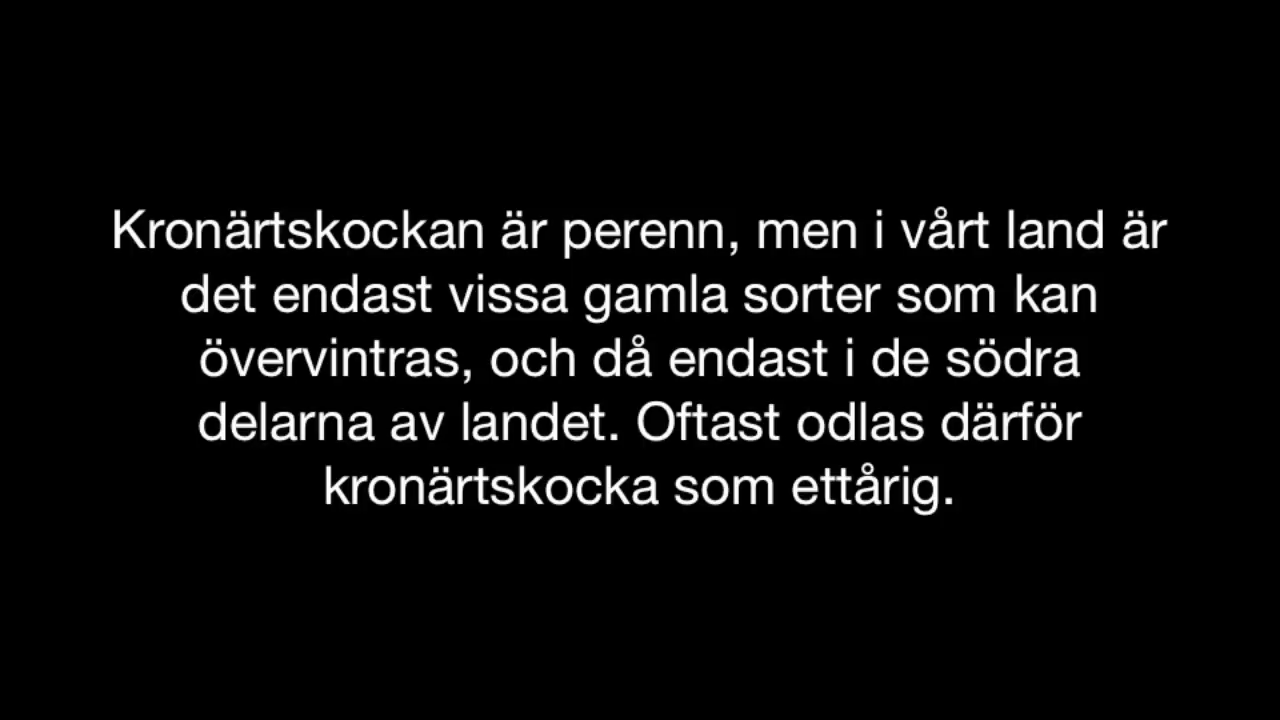 Kronärtskockan är perenn, men i vårt land är
det endast vissa gamla sorter som kan
övervintras, och då endast i de södra
delarna av landet. Oftast odlas därför
kronärtskocka som ettårig.